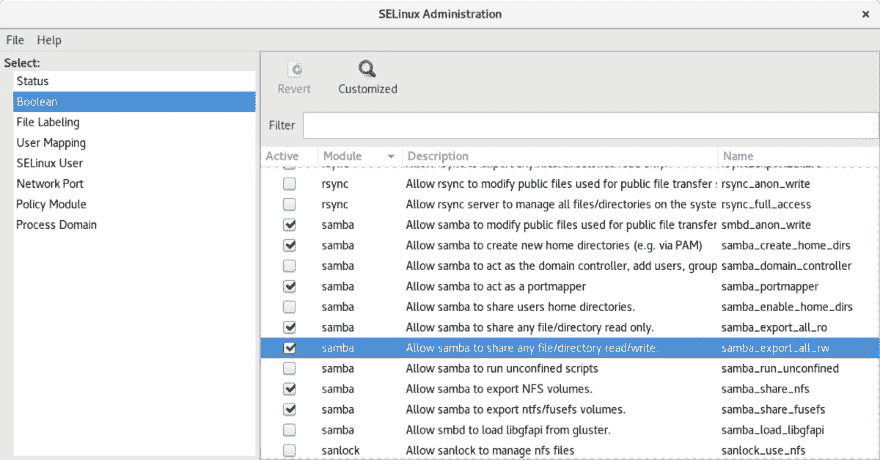 SELinux Administration
File Help
Select:
Status
Boolean
File Labeling
User Mapping
SELinux User
Network Port
Policy Module
Process Domain
Revert Customized
Filter
Active Module Description Name
rsync Allow rsync to modify public files used for public file transfer s rsync_anon_write
rsync Allow rsync server to manage all files/directories on the syste rsync_full_access
samba Allow samba to modify public files used for public file transfer smbd_anon_write
samba Allow samba to create new home directories (e.g. via PAM) samba_create_home_dirs
samba Allow samba to act as the domain controller, add users, group samba_domain_controller
samba Allow samba to act as a portmapper samba_portmapper
samba Allow samba to share users home directories. samba_enable_home_dirs
samba Allow samba to share any file/directory read only. samba_export_all_ro
samba Allow samba to share any file/directory read/write. samba_export_all_rw
samba Allow samba to run unconfined scripts samba_run_unconfined
samba Allow samba to export NFS volumes. samba_share_nfs
samba Allow samba to export ntfs/fusefs volumes. samba_share_fusefs
samba Allow smbd to load libgfapi from gluster. samba_load_libgfapi
sanlock Allow sanlock to manage nfs files sanlock_use_nfs